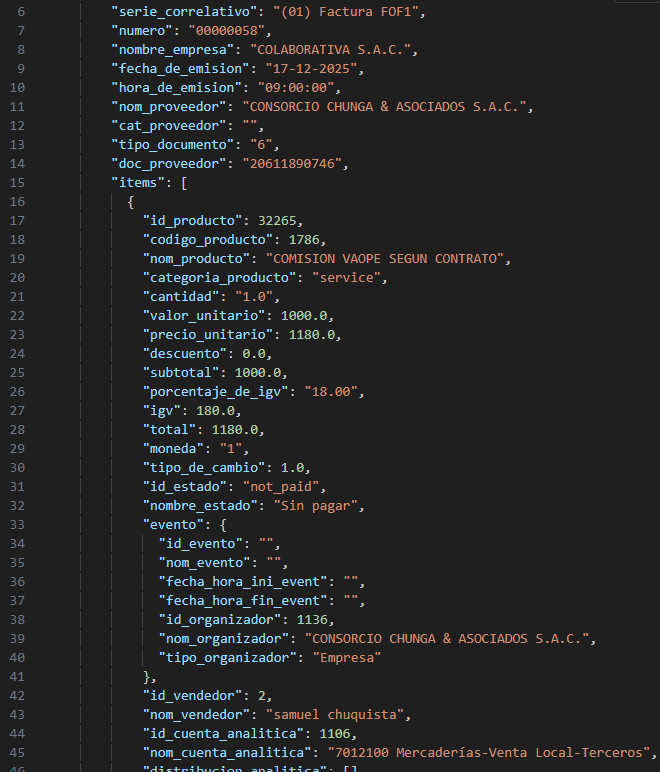 6 "serie_correlativo": "(01) Factura FOF1",
7 "numero": "00000058",
8 "nombre_empresa": "COLABORATIVA S.A.C.",
9 "fecha_de_emision": "17-12-2025",
10 "hora_de_emision": "09:00:00",
11 "nom_proveedor": "CONSORCIO CHUNGA & ASOCIADOS S.A.C.",
12 "cat_proveedor": "",
13 "tipo_documento": "6",
14 "doc_proveedor": "20611890746",
15 "items": [
16 {
17 "id_producto": 32265,
18 "codigo_producto": 1786,
19 "nom_producto": "COMISION VAOPE SEGUN CONTRATO",
20 "categoria_producto": "service",
21 "cantidad": "1.0",
22 "valor_unitario": 1000.0,
23 "precio_unitario": 1180.0,
24 "descuento": 0.0,
25 "subtotal": 1000.0,
26 "porcentaje_de_igv": "18.00",
27 "igv": 180.0,
28 "total": 1180.0,
29 "moneda": "1",
30 "tipo_de_cambio": 1.0,
31 "id_estado": "not_paid",
32 "nombre_estado": "Sin pagar",
33 "evento": {
34 "id_evento": "",
35 "nom_evento": "",
36 "fecha_hora_ini_event": "",
37 "fecha_hora_fin_event": "",
38 "id_organizador": 1136,
39 "nom_organizador": "CONSORCIO CHUNGA & ASOCIADOS S.A.C.",
40 "tipo_organizador": "Empresa"
41 },
42 "id_vendedor": 2,
43 "nom_vendedor": "samuel chuquista",
44 "id_cuenta_analitica": 1106,
45 "nom_cuenta_analitica": "7012100 Mercaderías-Venta Local-Terceros",
46 "distribucion_analitica": [],